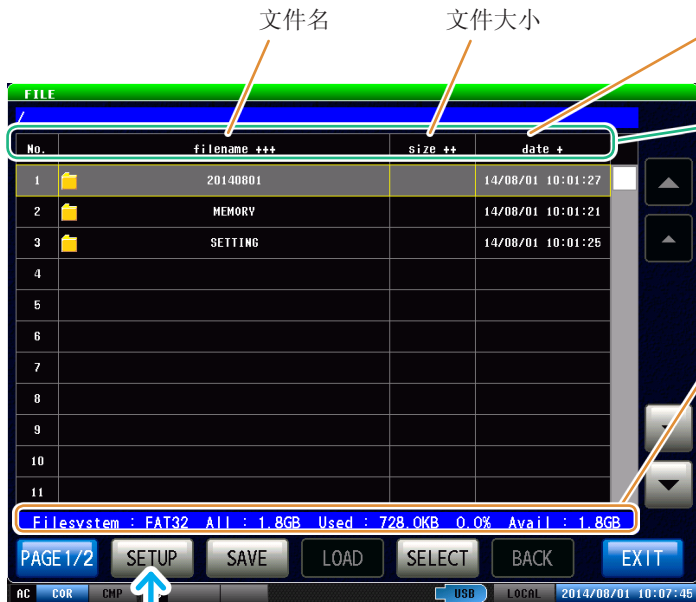 文件名 文件大小
FILE
/
No. filename +++ size ++ date +
1 20140801 14/08/01 10:01:27
2 MEMORY 14/08/01 10:01:21
3 SETTING 14/08/01 10:01:25
4
5
6
7
8
9
10
11
Filesystem : FAT32 All : 1.8GB Used : 728.0KB 0.0% Avail : 1.8GB
PAGE1/2 SETUP SAVE LOAD SELECT BACK EXIT
AC COR CMP USB LOCAL 2014/08/01 10:07:45